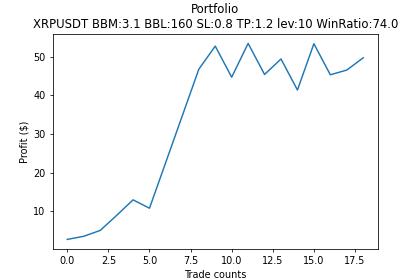 Portfolio
XRPUSDT BBM:3.1 BBL:160 SL:0.8 TP:1.2 lev:10 WinRatio:74.0
50
40
30
20
10
Profit ($)
0.0 2.5 5.0 7.5 10.0 12.5 15.0 17.5
Trade counts